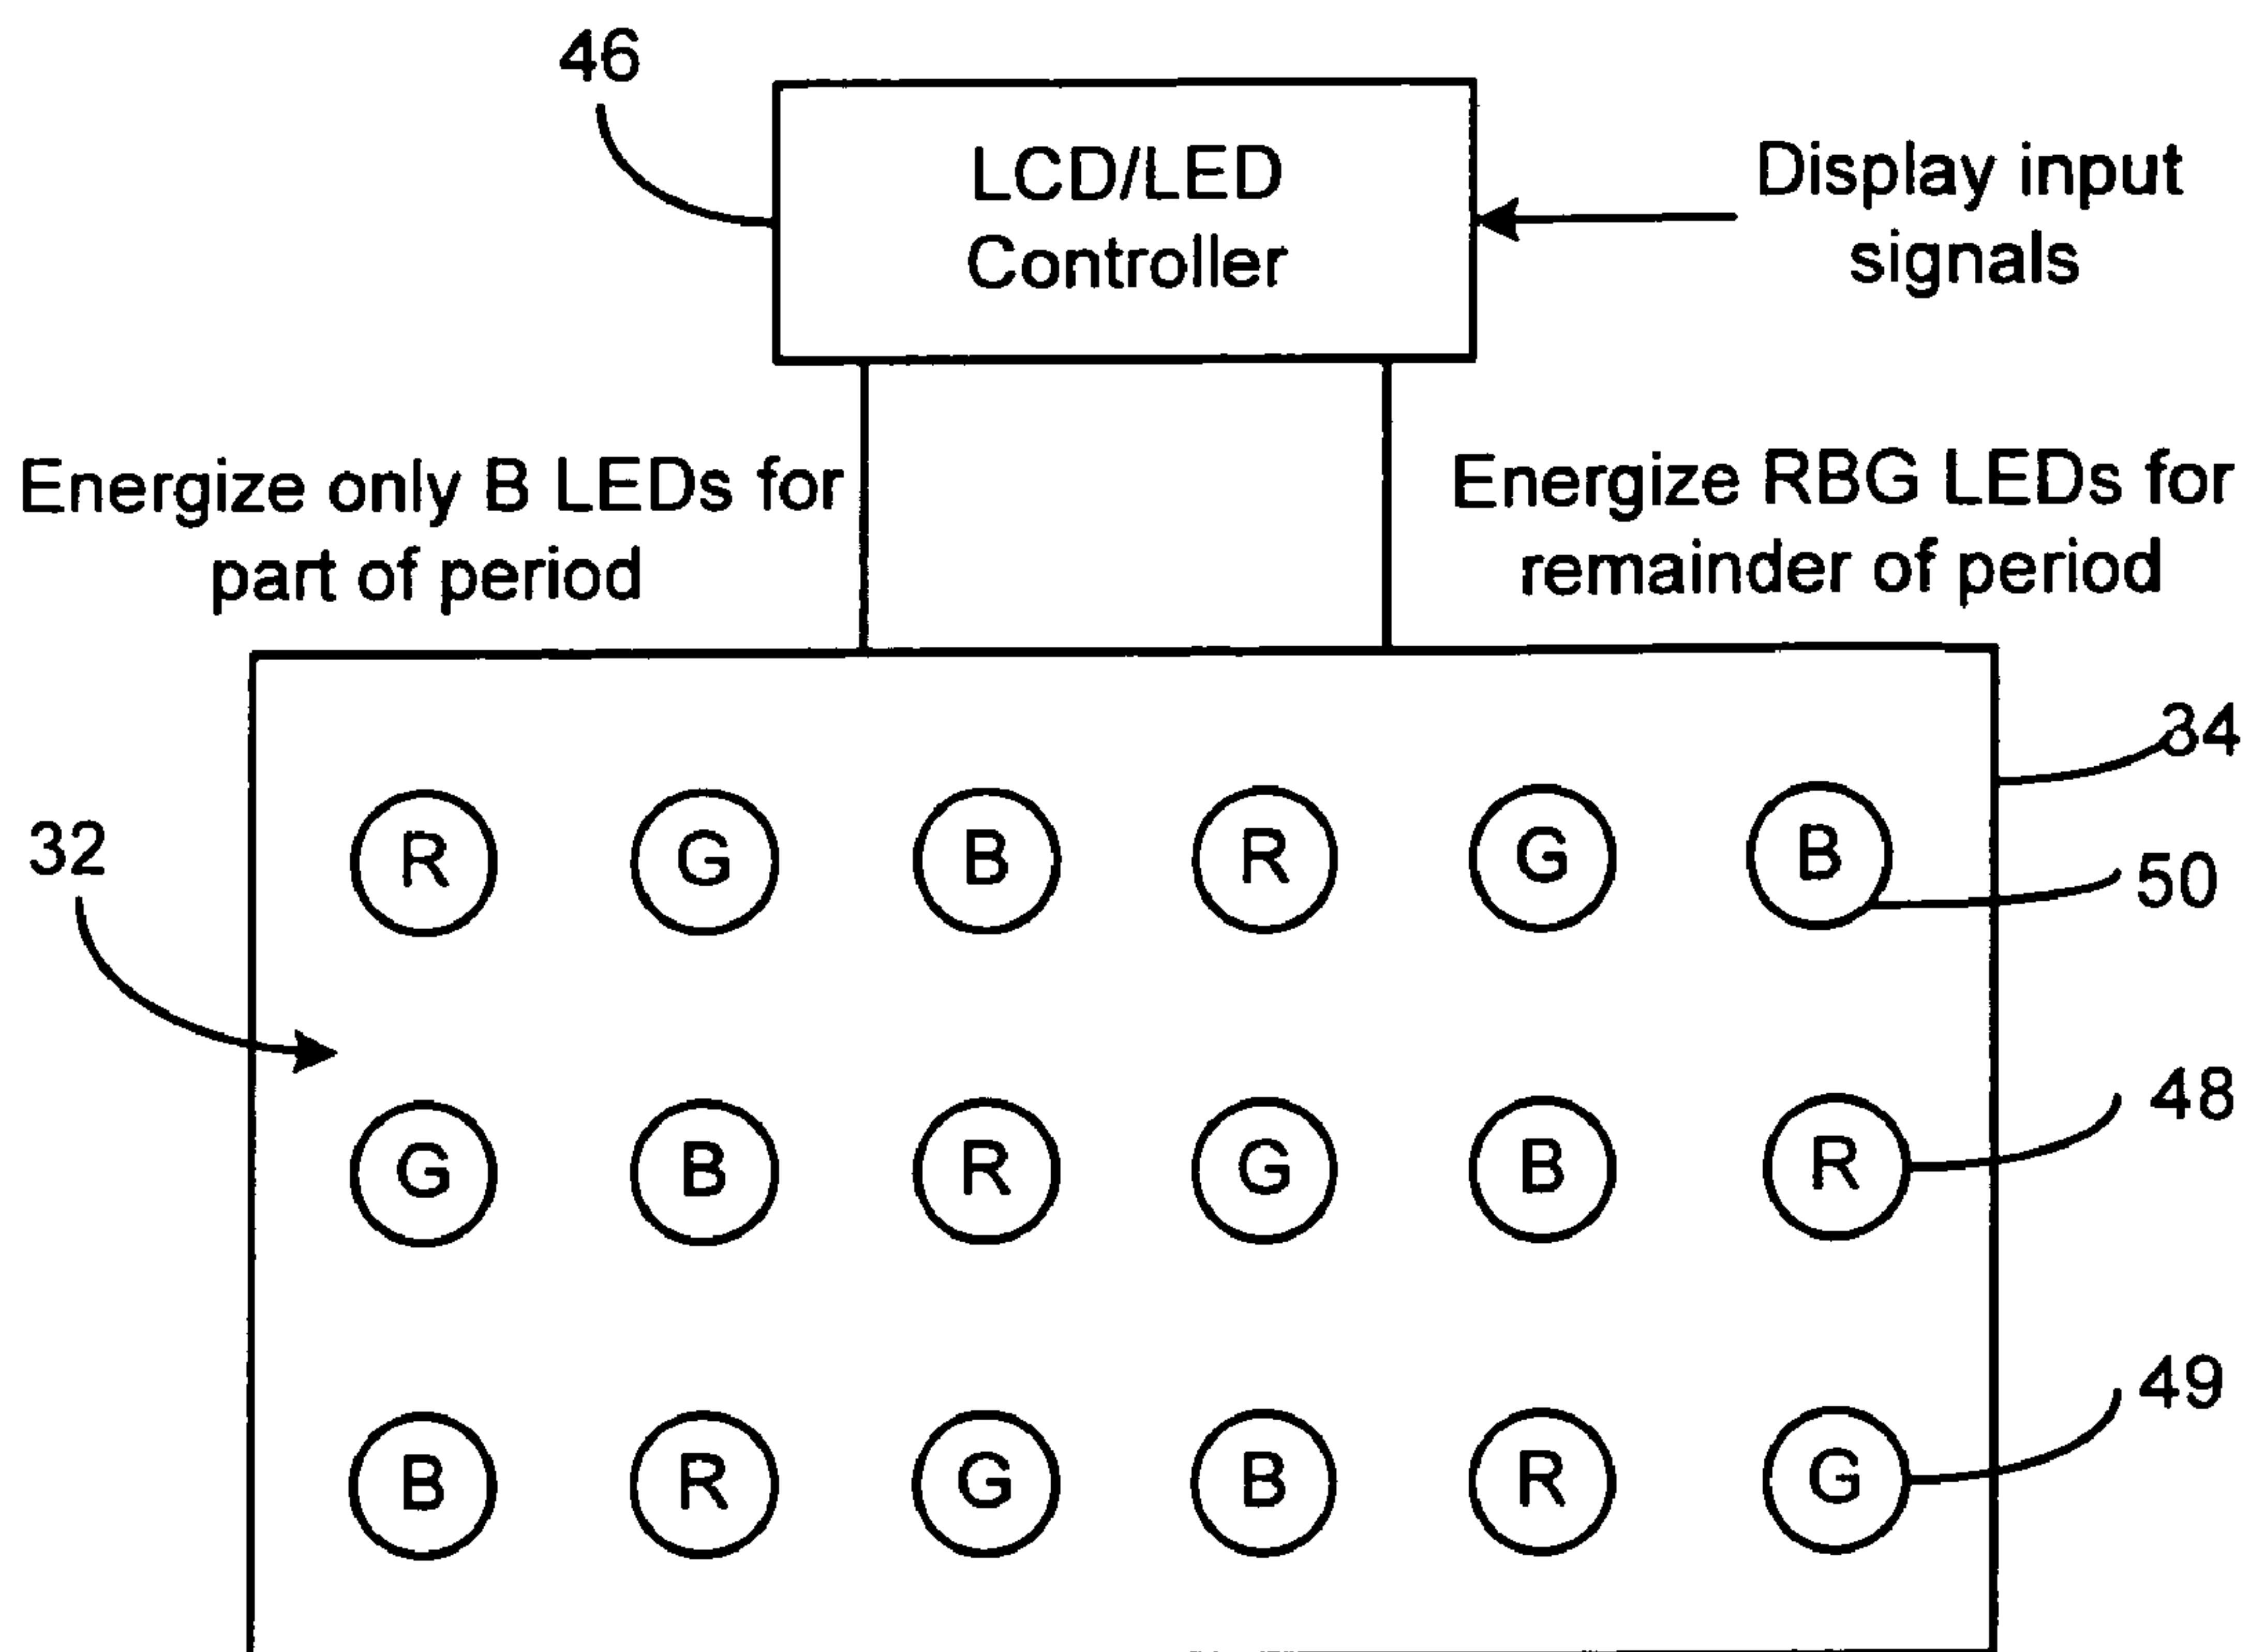 46
LCD/LED
Controller
Display input
signals
Energize only B LEDs for
part of period
Energize RBG LEDs for
remainder of period
34
32
R G B R G B
50
G B R G B R
48
B R G B R G
49